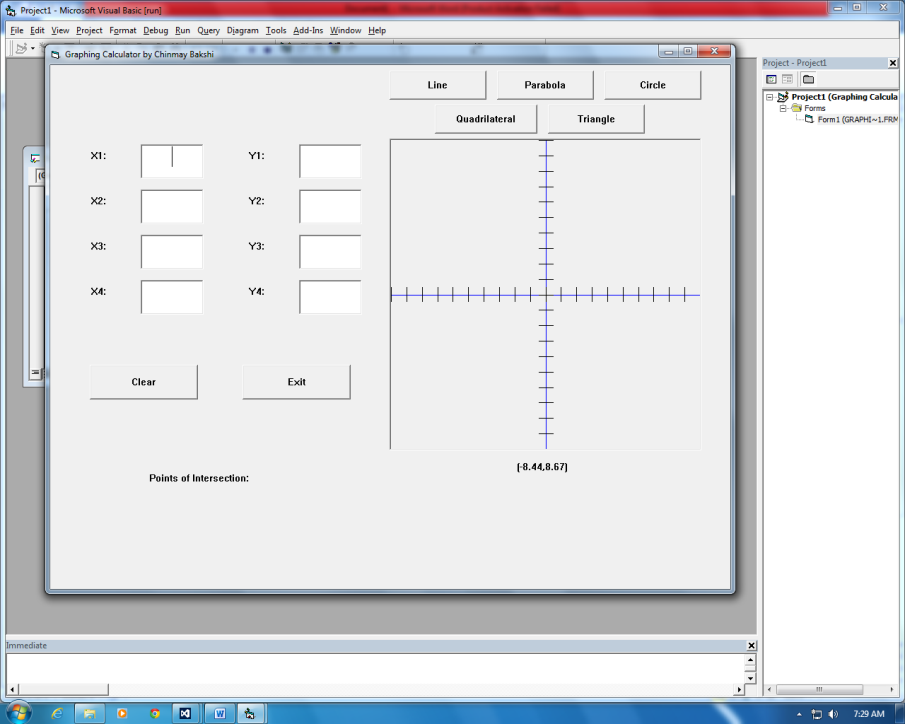 Project1 - Microsoft Visual Basic [run]
File Edit View Project Format Debug Run Query Diagram Tools Add-Ins Window Help
Graphing Calculator by Chinmay Bakshi
Project - Project1
Line Parabola Circle
Project1 (Graphing Calcula
Forms
Form1 (GRAPHI~1.FRM
Quadrilateral Triangle
X1: Y1:
X2: Y2:
X3: Y3:
X4: Y4:
Clear Exit
(-8.44,8.67)
Points of Intersection:
Immediate
7:29 AM